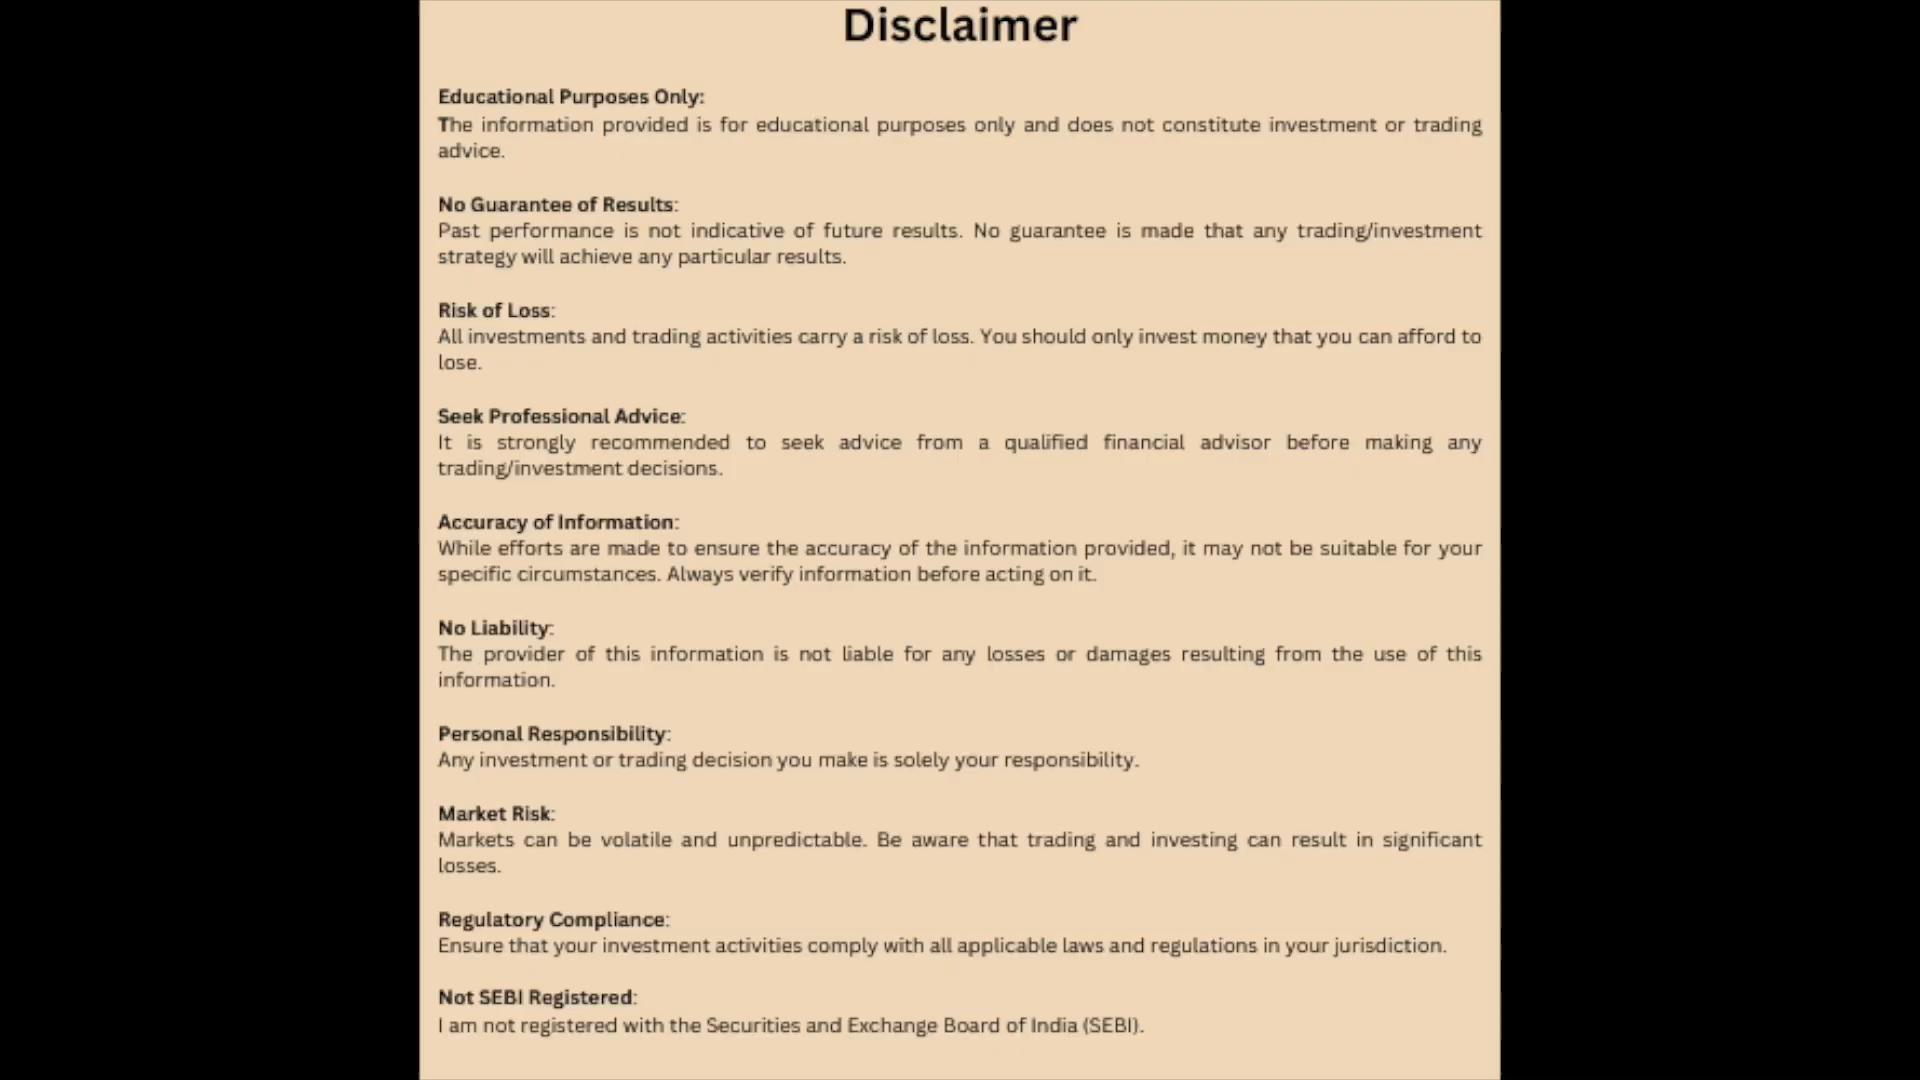 Disclaimer
Educational Purposes Only:
The information provided is for educational purposes only and does not constitute investment or trading
advice.
No Guarantee of Results:
Past performance is not indicative of future results. No guarantee is made that any trading/investment
strategy will achieve any particular results.
Risk of Loss:
All investments and trading activities carry a risk of loss. You should only invest money that you can afford to
lose.
Seek Professional Advice:
It is strongly recommended to seek advice from a qualified financial advisor before making any
trading/investment decisions.
Accuracy of Information:
While efforts are made to ensure the accuracy of the information provided, it may not be suitable for your
specific circumstances. Always verify information before acting on it.
No Liability:
The provider of this information is not liable for any losses or damages resulting from the use of this
information.
Personal Responsibility:
Any investment or trading decision you make is solely your responsibility.
Market Risk:
Markets can be volatile and unpredictable. Be aware that trading and investing can result in significant
losses.
Regulatory Compliance:
Ensure that your investment activities comply with all applicable laws and regulations in your jurisdiction.
Not SEBI Registered:
I am not registered with the Securities and Exchange Board of India (SEBI).